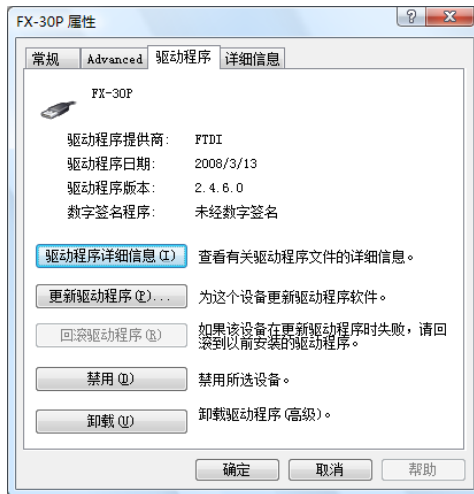 FX-30P 属性
常规 Advanced 驱动程序 详细信息
FX-30P
驱动程序提供商: FTDI
驱动程序日期: 2008/3/13
驱动程序版本: 2.4.6.0
数字签名程序: 未经数字签名
驱动程序详细信息(I) 查看有关驱动程序文件的详细信息。
更新驱动程序(P)... 为这个设备更新驱动程序软件。
回滚驱动程序(R) 如果该设备在更新驱动程序时失败，请回
滚到以前安装的驱动程序。
禁用(D) 禁用所选设备。
卸载(U) 卸载驱动程序(高级)。
确定 取消 帮助